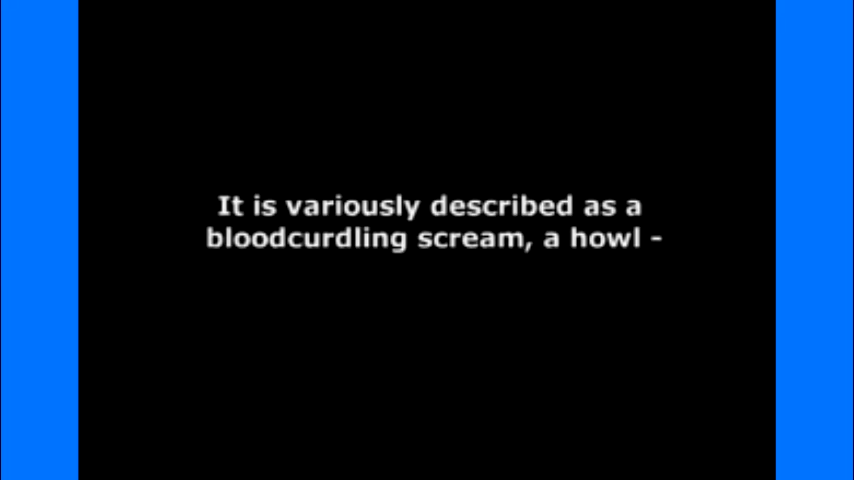 It is variously described as a
bloodcurdling scream, a howl -